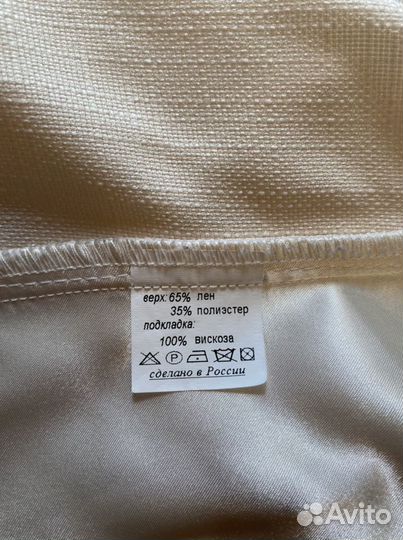 верх: 65% лен
35% полиэстер
подкладка:
100% вискоза
P
сделано в России
Avito